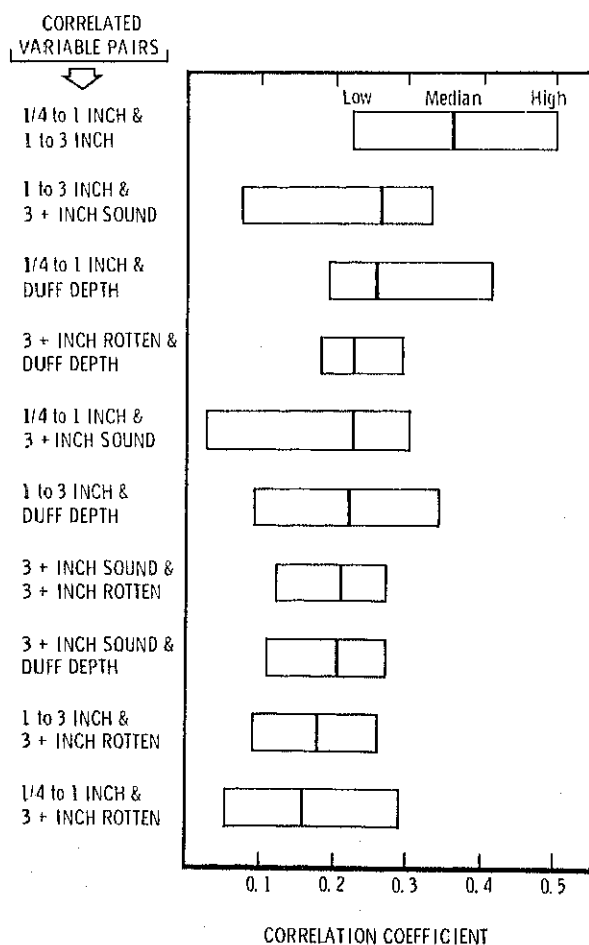 CORRELATED
VARIABLE PAIRS
Low Median High
1/4 to 1 INCH &
1 to 3 INCH
1 to 3 INCH &
3 + INCH SOUND
1/4 to 1 INCH &
DUFF DEPTH
3 + INCH ROTTEN &
DUFF DEPTH
1/4 to 1 INCH &
3 + INCH SOUND
1 to 3 INCH &
DUFF DEPTH
3 + INCH SOUND &
3 + INCH ROTTEN
3 + INCH SOUND &
DUFF DEPTH
1 to 3 INCH &
3 + INCH ROTTEN
1/4 to 1 INCH &
3 + INCH ROTTEN
0.1 0.2 0.3 0.4 0.5
CORRELATION COEFFICIENT